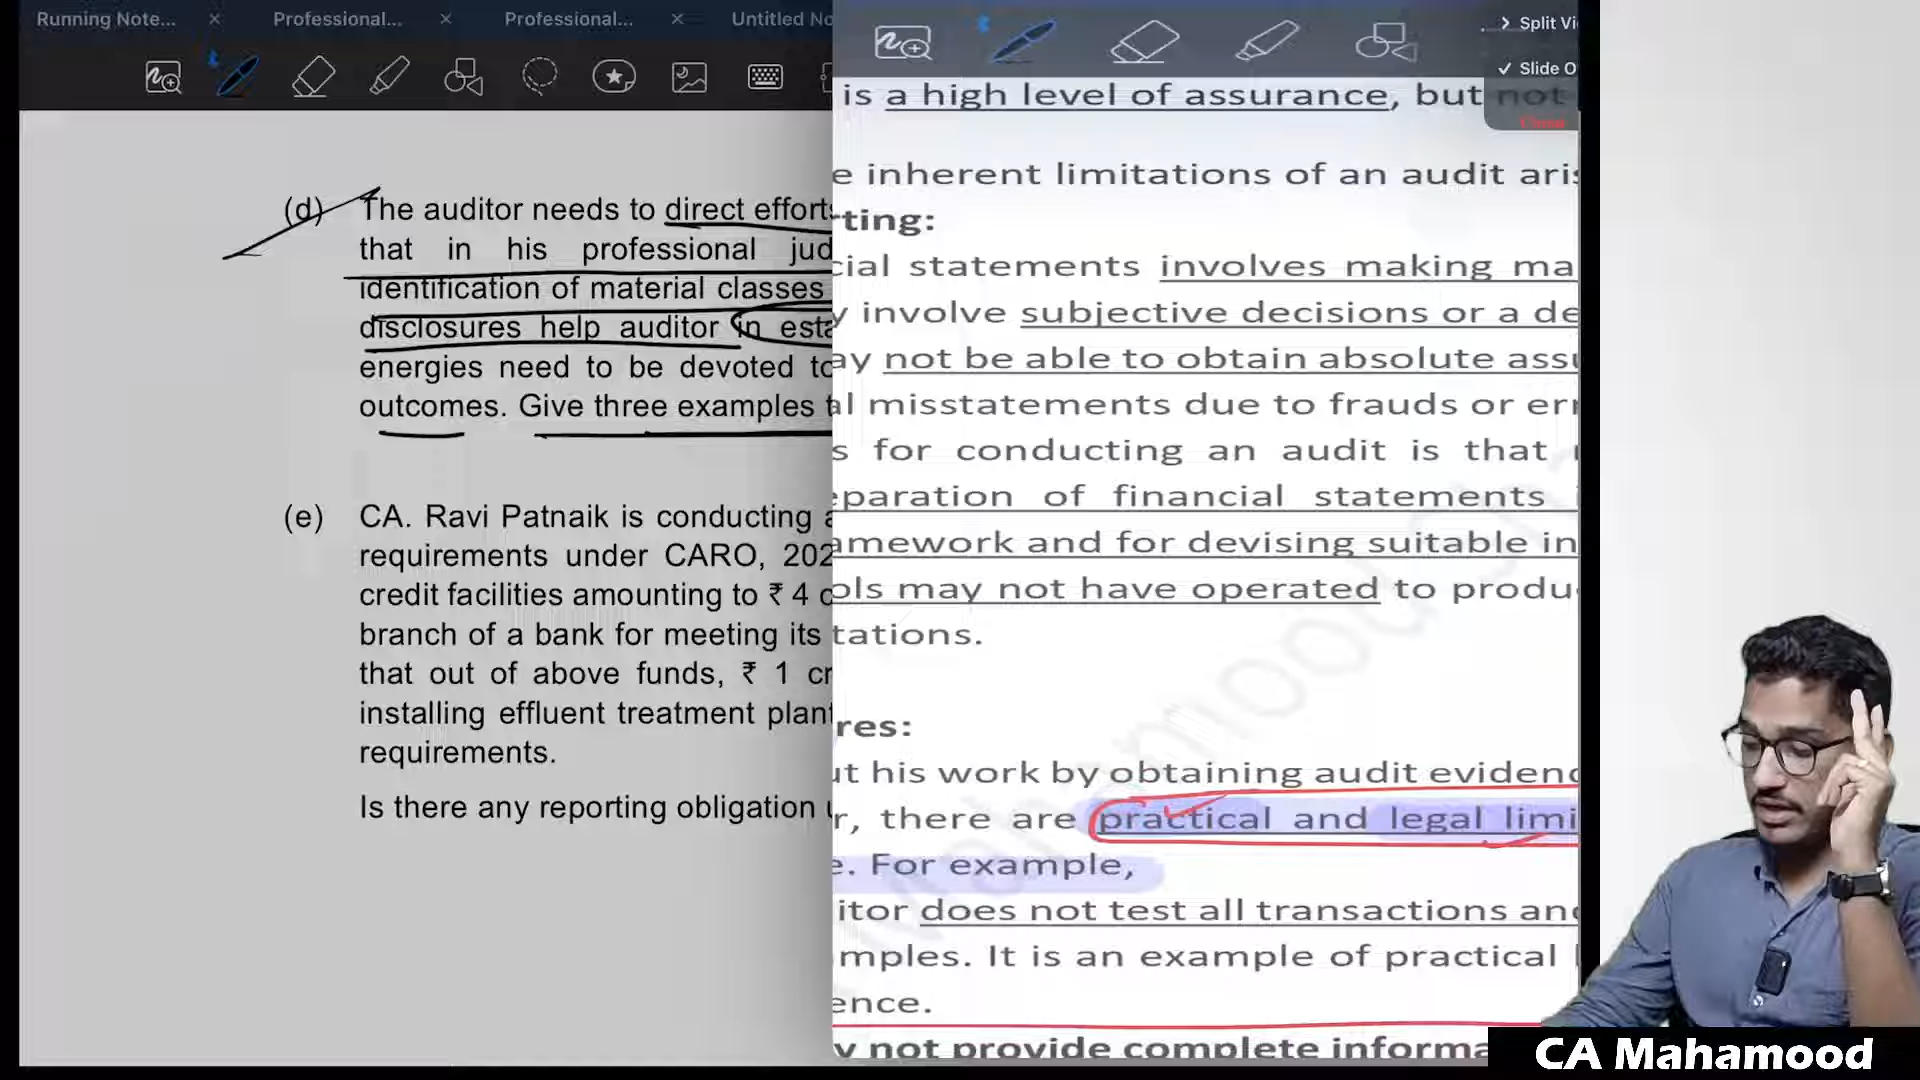 Running Note...
Professional...
Professional...
Untitled No
Split Vi
Slide O
(d) The auditor needs to direct efforts
that in his professional jud
identification of material classes
disclosures help auditor in esta
energies need to be devoted to
outcomes. Give three examples t
(e) CA. Ravi Patnaik is conducting a
requirements under CARO, 202
credit facilities amounting to ₹ 4 c
branch of a bank for meeting its
that out of above funds, ₹ 1 cr
installing effluent treatment plant
requirements.
Is there any reporting obligation u
is a high level of assurance, but not
e inherent limitations of an audit aris
rting:
cial statements involves making ma
y involve subjective decisions or a de
ay not be able to obtain absolute assu
al misstatements due to frauds or err
s for conducting an audit is that
eparation of financial statements i
amework and for devising suitable in
ols may not have operated to produ
tations.
res:
ut his work by obtaining audit evidenc
r, there are practical and legal limi
e. For example,
itor does not test all transactions and
mples. It is an example of practical l
ence.
y not provide complete informa
CA Mahamood